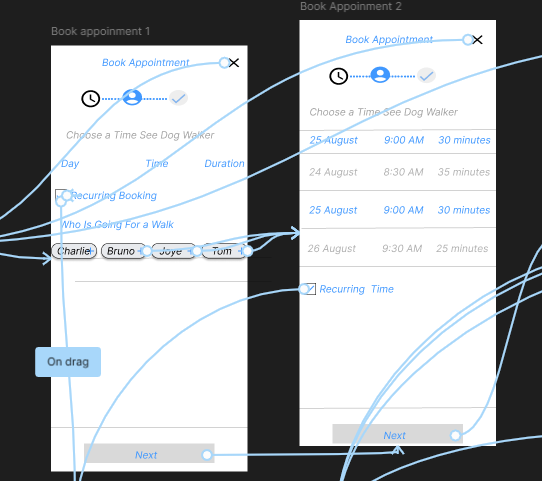 Book appoinment 1
Book Appointment
Choose a Time See Dog Walker
Day Time Duration
Recurring Booking
Who Is Going For a Walk
Charlie+ Bruno + Joye + Tom +
On drag
Next
Book Appoinment 2
Book Appointment
Choose a Time See Dog Walker
25 August 9:00 AM 30 minutes
24 August 8:30 AM 35 minutes
25 August 9:00 AM 30 minutes
26 August 9:30 AM 25 minutes
Recurring Time
Next